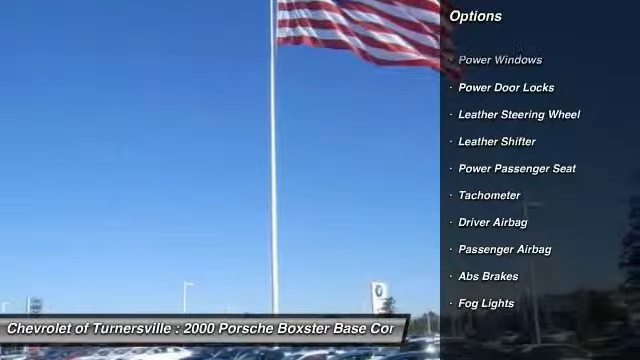 Options
· Power Windows
· Power Door Locks
· Leather Steering Wheel
· Leather Shifter
· Power Passenger Seat
· Tachometer
· Driver Airbag
· Passenger Airbag
· Abs Brakes
· Fog Lights
Chevrolet of Turnersville : 2000 Porsche Boxster Base Cor